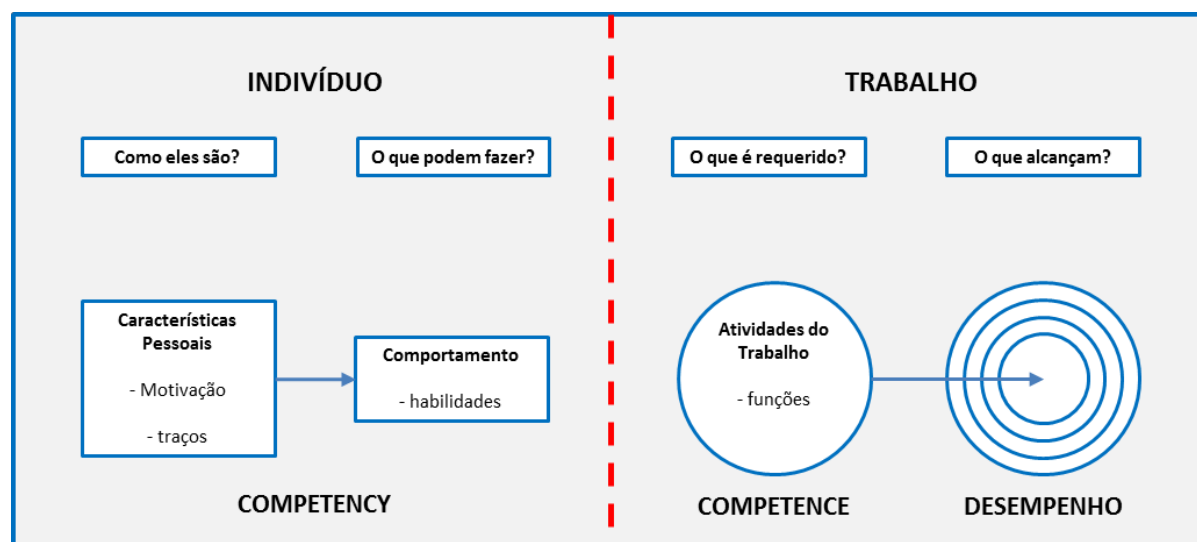 INDIVÍDUO
Como eles são?
O que podem fazer?
Características
Pessoais
- Motivação
- traços
Comportamento
- habilidades
COMPETENCY
TRABALHO
O que é requerido?
O que alcançam?
Atividades do
Trabalho
- funções
COMPETENCE
DESEMPENHO